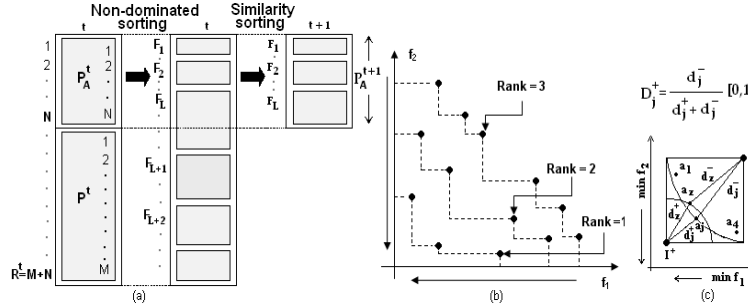 Non-dominated sorting
Similarity sorting
t
t
t+1
1
2
N
R^t=M+N
P_A^t
1
2
N
P^t
1
2
M
F_1
F_2
F_L
F_L+1
F_L+2
F_1
F_2
F_L
P_A^t+1
(a)
f_2
Rank = 3
Rank = 2
Rank=1
f_1
(b)
D_j^+ = d_j^- / d_j^+ + d_j^- [0,1
min f_2
a_1
a_z
d_z^-
d_j^-
d_z^+
d_j^+
a_j
a_4
I^+
min f_1
(c)